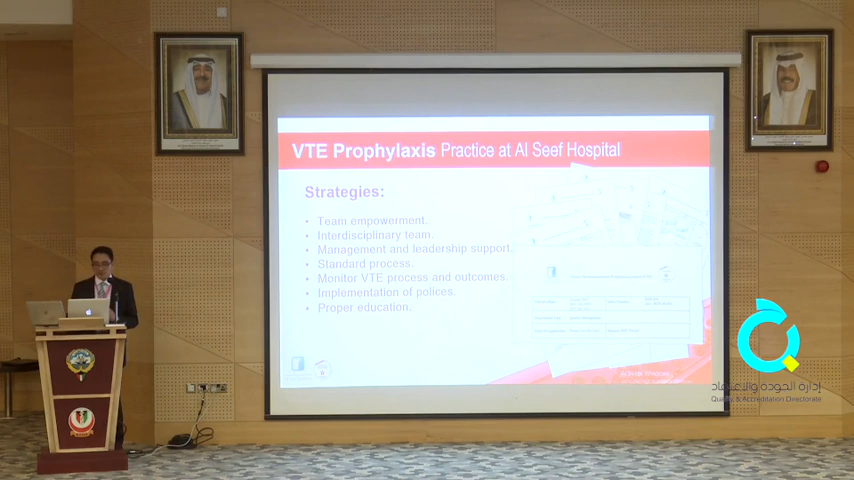 VTE Prophylaxis Practice at Al Seef Hospital
Strategies:
• Team empowerment.
• Interdisciplinary team.
• Management and leadership support.
• Standard process.
• Monitor VTE process and outcomes.
• Implementation of polices.
• Proper education.
Activate Windows
إدارة الجودة والاعتماد
Quality & Accreditation Directorate